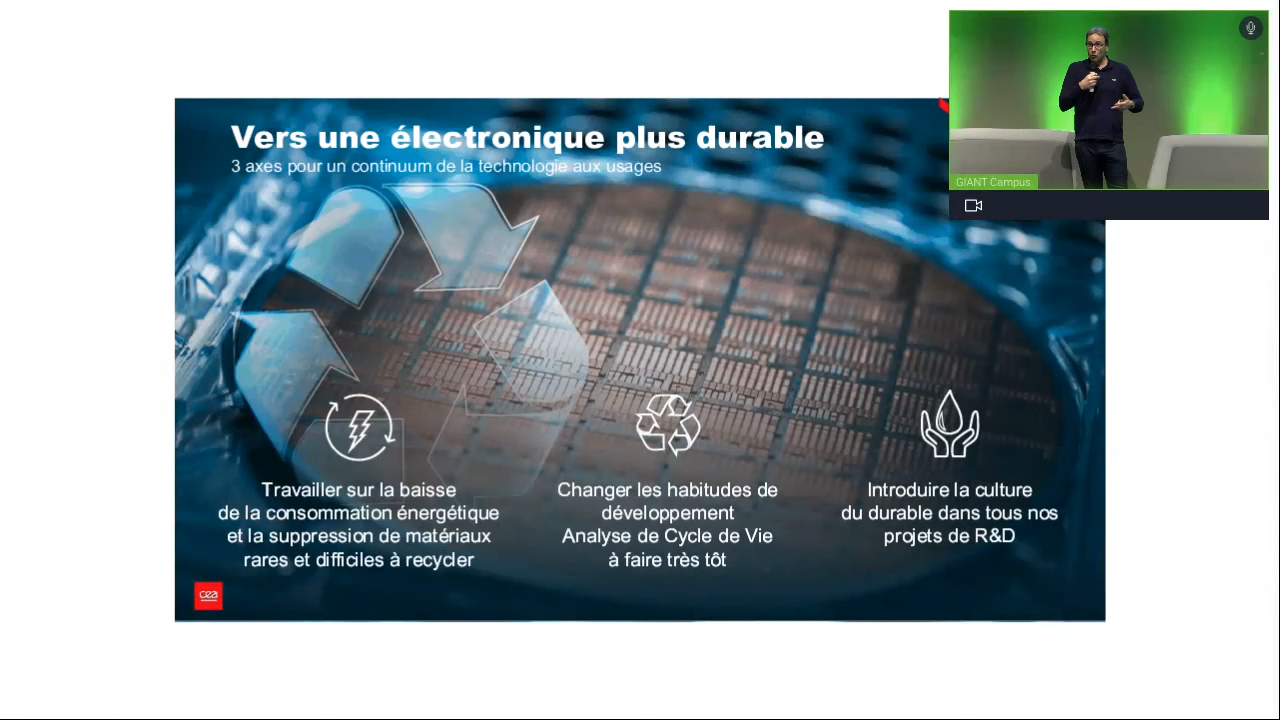 Vers une électronique plus durable
3 axes pour un continuum de la technologie aux usages
GIANT Campus
Travailler sur la baisse
de la consommation énergétique
et la suppression de matériaux
rares et difficiles à recycler
Changer les habitudes de
développement
Analyse de Cycle de Vie
à faire très tôt
Introduire la culture
du durable dans tous nos
projets de R&D
cea